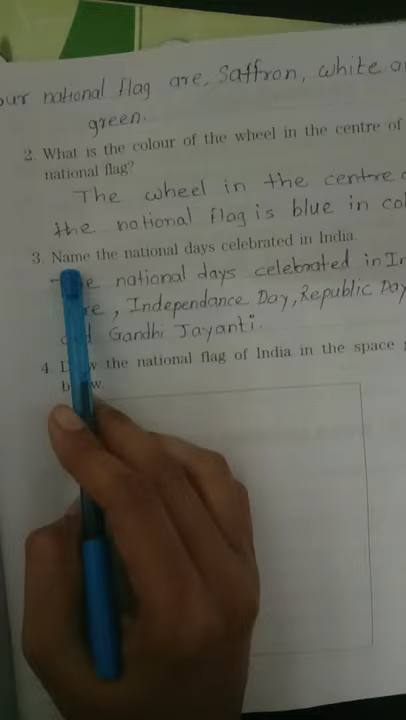 our national flag are, Saffron, white
green.
2. What is the colour of the wheel in the centre of
national flag?
The wheel in the centre
the national flag is blue in
3. Name the national days celebrated in India.
national days celebrated in
Independance Day, Republic Day
Gandhi Jayanti.
4. the national flag of India in the space